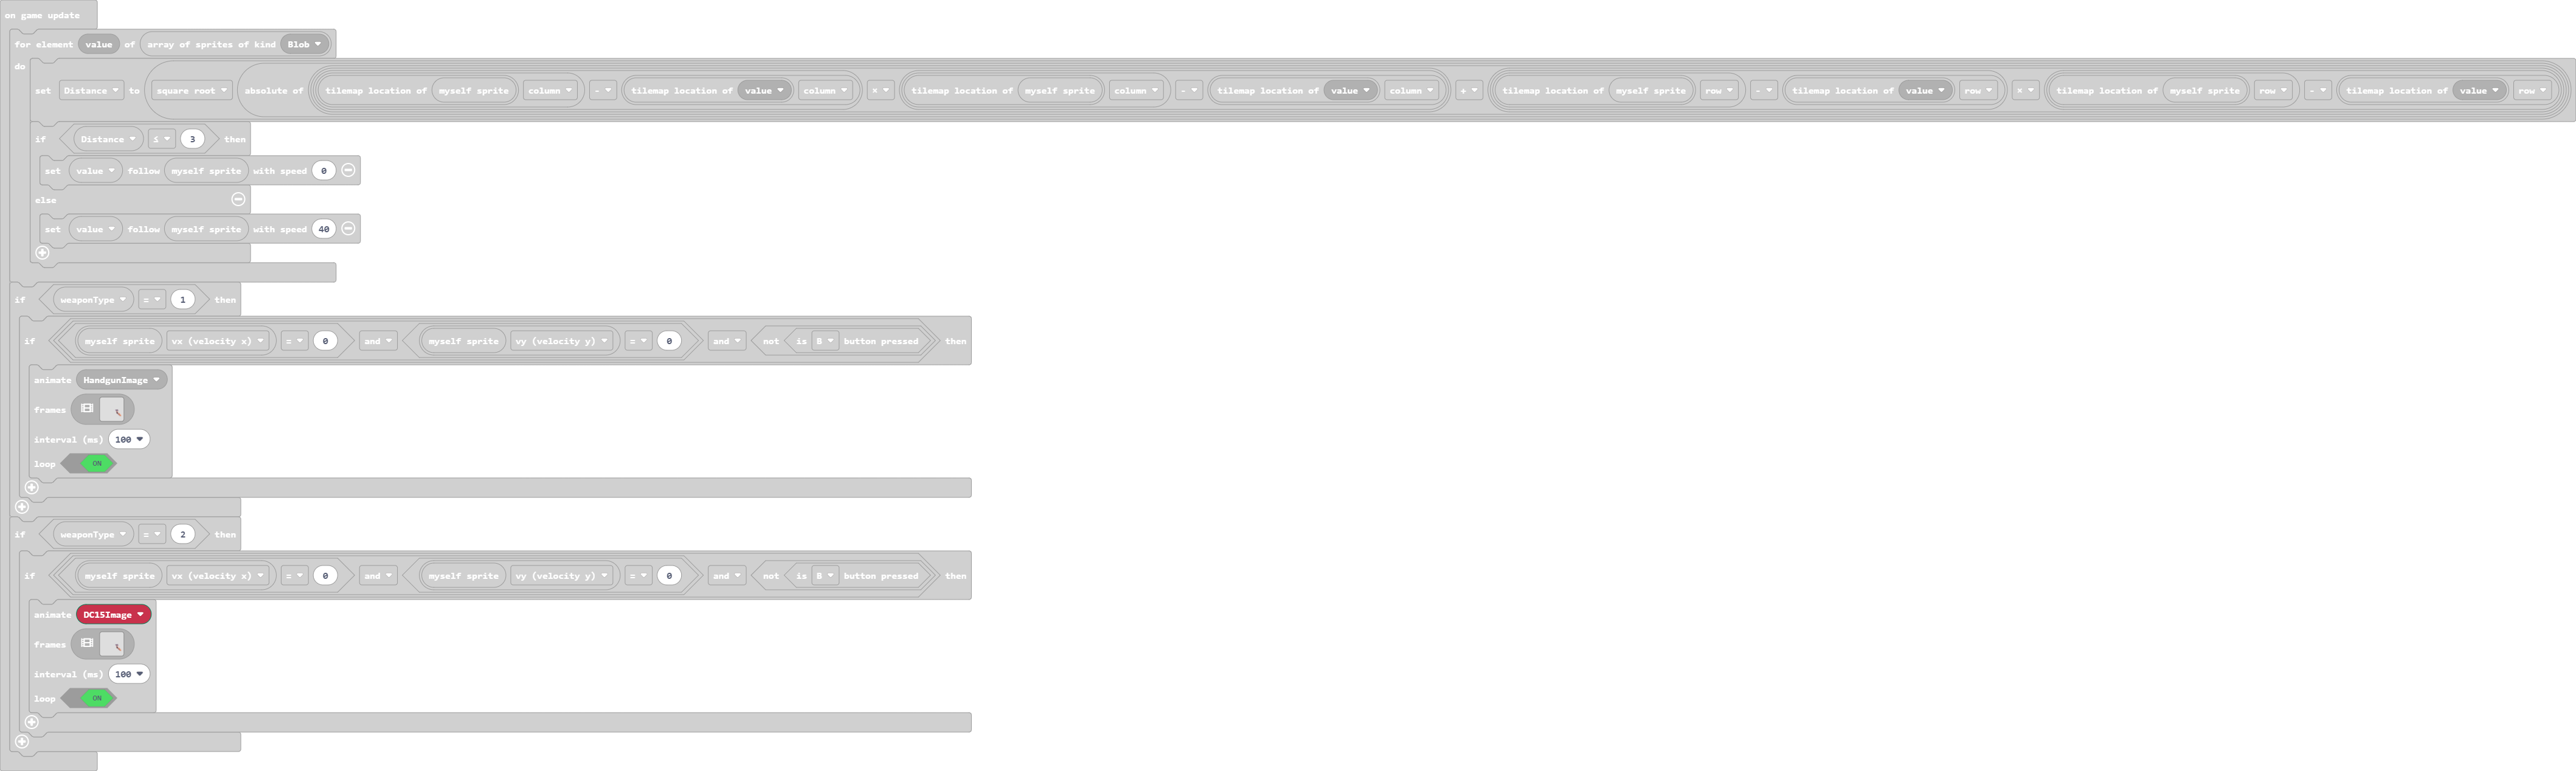 on game update
for element value of array of sprites of kind Blob
do
set Distance to square root absolute of tilemap location of myself sprite column - tilemap location of value column × tilemap location of myself sprite column - tilemap location of value column + tilemap location of myself sprite row - tilemap location of value row × tilemap location of myself sprite row - tilemap location of value row
if Distance ≤ 3 then
set value follow myself sprite with speed 0
else
set value follow myself sprite with speed 40
if weaponType = 1 then
if myself sprite vx (velocity x) = 0 and myself sprite vy (velocity y) = 0 and not is B button pressed then
animate HandgunImage
frames
interval (ms) 100
loop ON
if weaponType = 2 then
if myself sprite vx (velocity x) = 0 and myself sprite vy (velocity y) = 0 and not is B button pressed then
animate DC15Image
frames
interval (ms) 100
loop ON